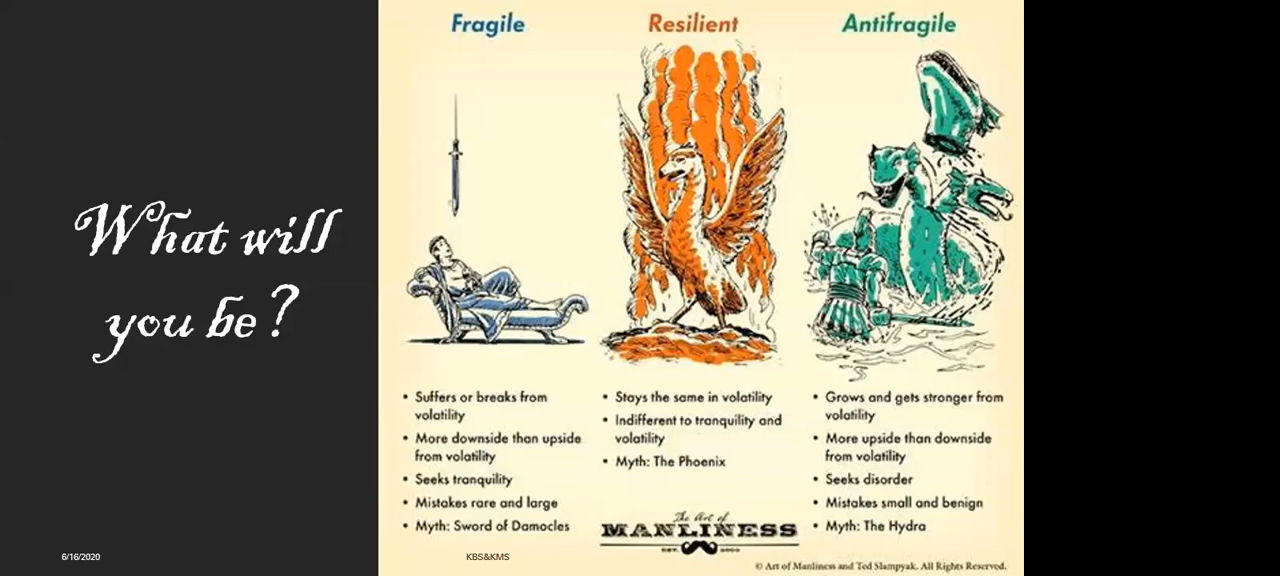 What will
you be?
Fragile
Suffers or breaks from
volatility
More downside than upside
from volatility
Seeks tranquility
Mistakes rare and large
Myth: Sword of Damocles
Resilient
Stays the same in volatility
Indifferent to tranquility and
volatility
Myth: The Phoenix
Antifragile
Grows and gets stronger from
volatility
More upside than downside
from volatility
Seeks disorder
Mistakes small and benign
Myth: The Hydra
The Art of
MANLINESS
EST. 2008
© Art of Manliness and Ted Slampyak. All Rights Reserved.
6/16/2020
KBS&KMS